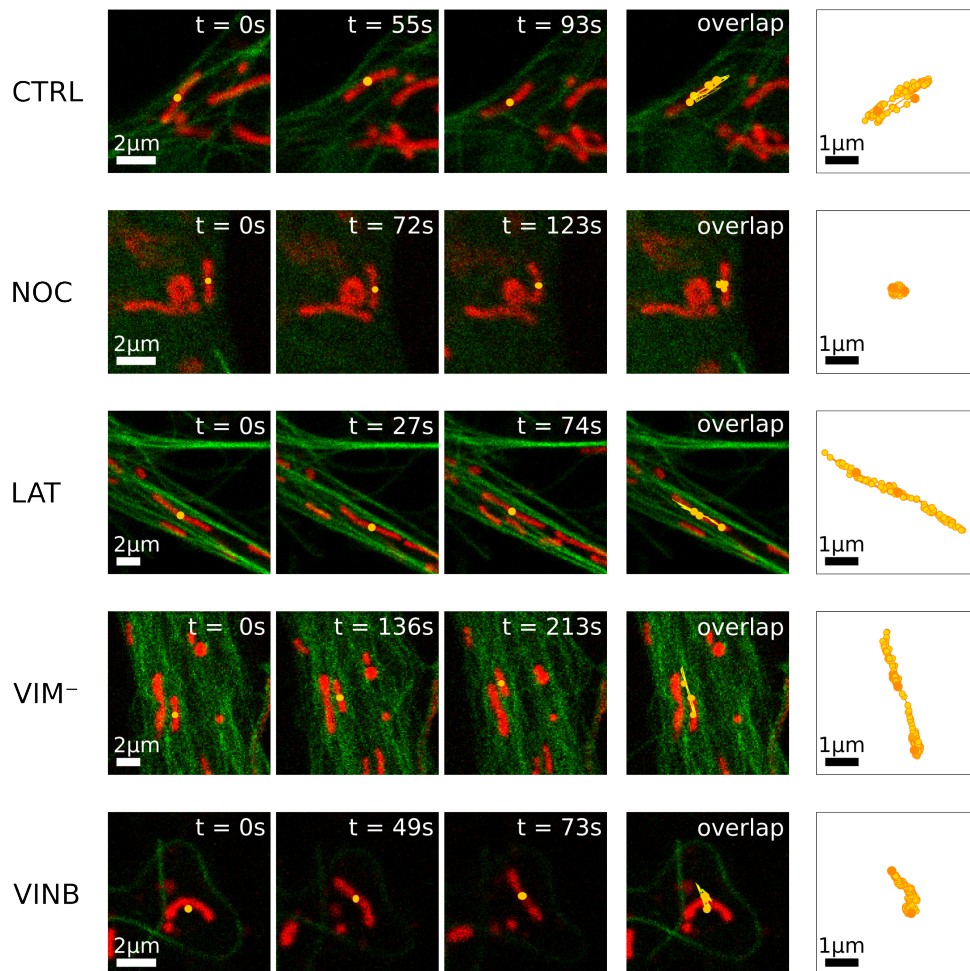 t = 0s t = 55s t = 93s overlap
CTRL
2μm 1μm
t = 0s t = 72s t = 123s overlap
NOC
2μm 1μm
t = 0s t = 27s t = 74s overlap
LAT
2μm 1μm
t = 0s t = 136s t = 213s overlap
VIM⁻
2μm 1μm
t = 0s t = 49s t = 73s overlap
VINB
2μm 1μm